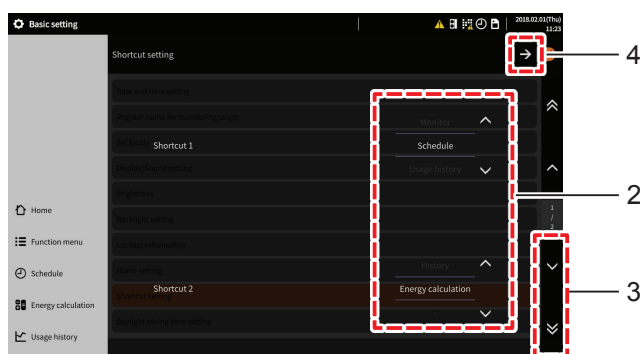 Basic setting
2018.02.01(Thu)
11:23
Shortcut setting
4
Date and time setting
Register name for monitoring target
Monitor
Set locale
Shortcut 1
Schedule
Display/Sound setting
Usage history
Brightness
2
Home
Backlight setting
1
/
2
Function menu
Contact information
Home setting
History
Schedule
Shortcut setting
Shortcut 2
Energy calculation
3
Energy calculation
Daylight saving time setting
Usage history